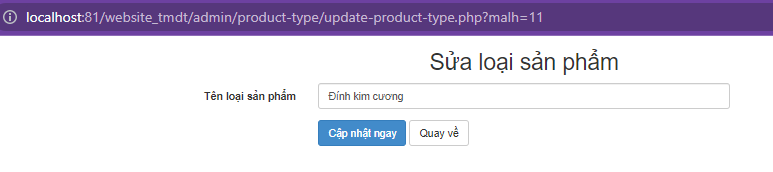 localhost:81/website_tmdt/admin/product-type/update-product-type.php?malh=11
Sửa loại sản phẩm
Tên loại sản phẩm
Đính kim cương
Cập nhật ngay
Quay về